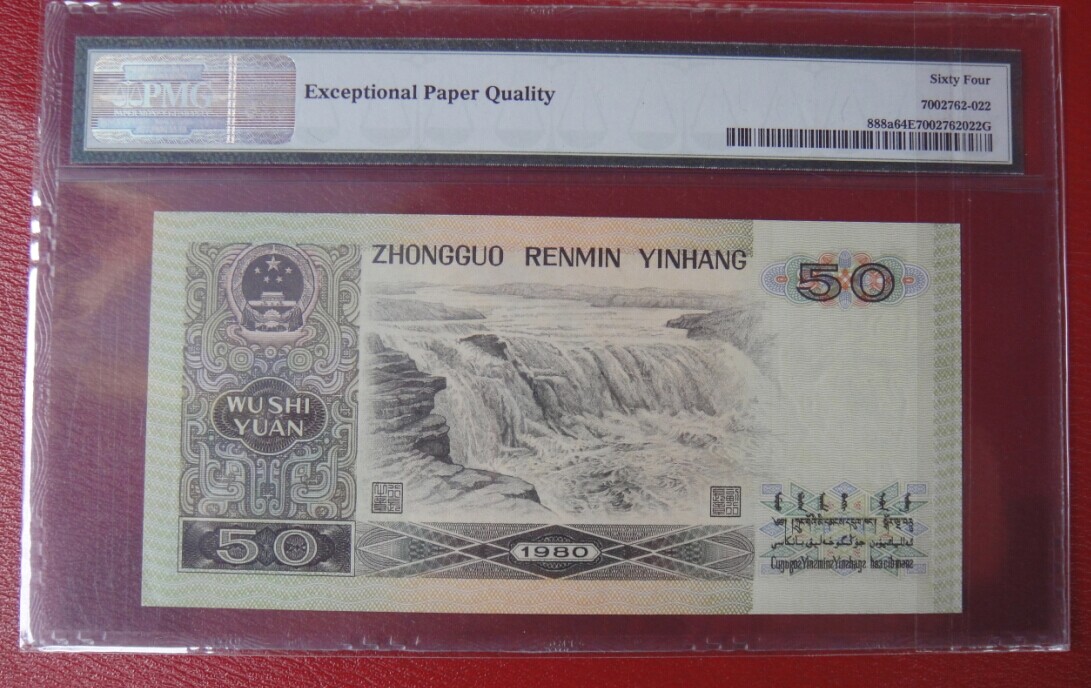 PMG
Exceptional Paper Quality
Sixty Four
7002762-022
888a64E7002762022G
ZHONGGUO RENMIN YINHANG
50
WU SHI
YUAN
50
1980